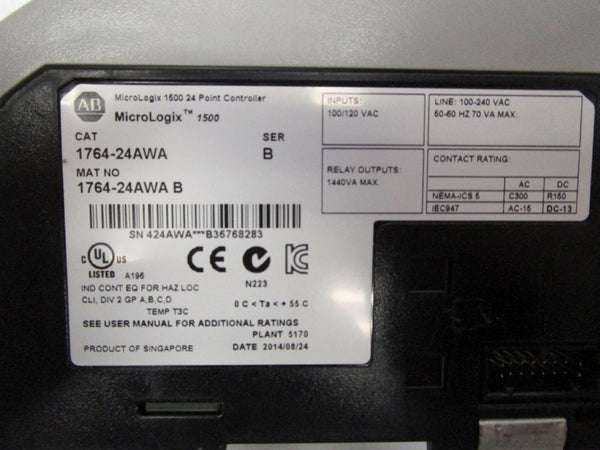 AB
MicroLogix 1500 24 Point Controller
MicroLogix™ 1500
CAT SER
1764-24AWA B
MAT NO
1764-24AWA B
SN 424AWA***B36768283
C UL US
LISTED A196
CE
N223
IND CONT EQ FOR HAZ LOC
CLI, DIV 2 GP A,B,C,D
TEMP T3C
0 C < Ta < + 55 C
SEE USER MANUAL FOR ADDITIONAL RATINGS
PLANT 5170
PRODUCT OF SINGAPORE DATE 2014/08/24
INPUTS:
100/120 VAC
LINE: 100-240 VAC
50-60 HZ 70 VA MAX.
RELAY OUTPUTS:
1440VA MAX.
CONTACT RATING:
AC DC
NEMA-ICS 5 C300 R150
IEC947 AC-15 DC-13